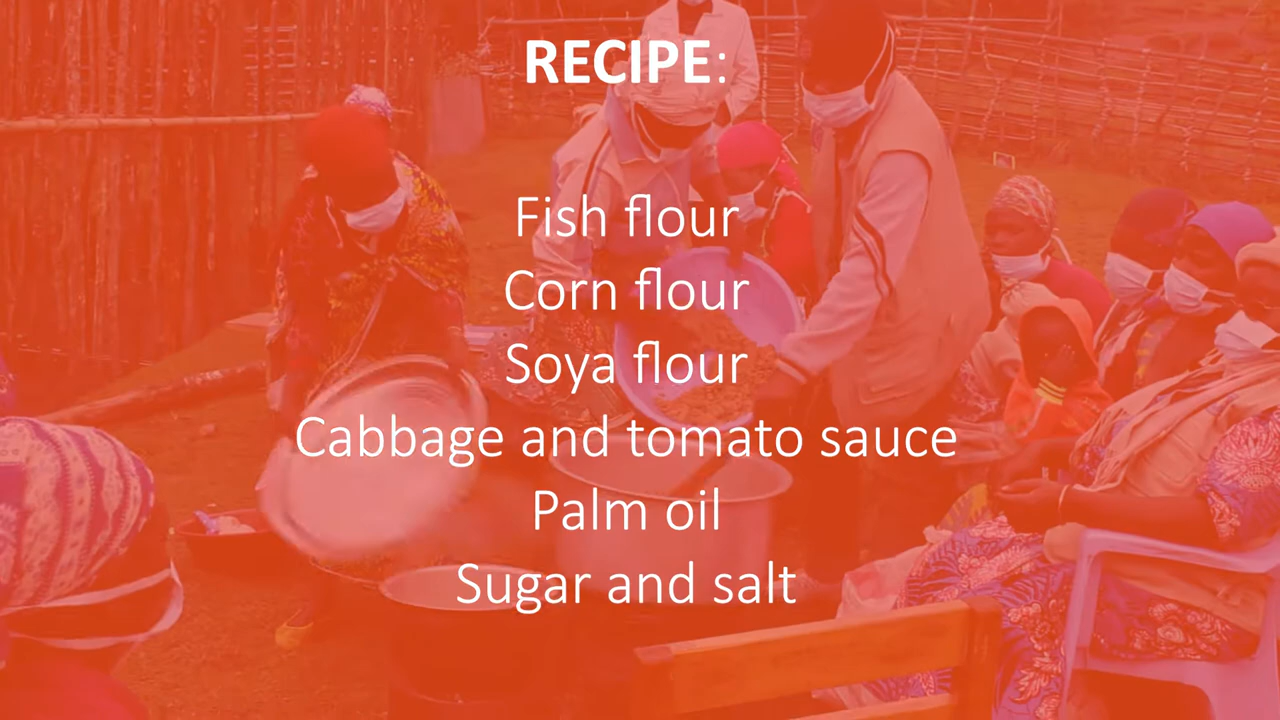 RECIPE:
Fish flour
Corn flour
Soya flour
Cabbage and tomato sauce
Palm oil
Sugar and salt